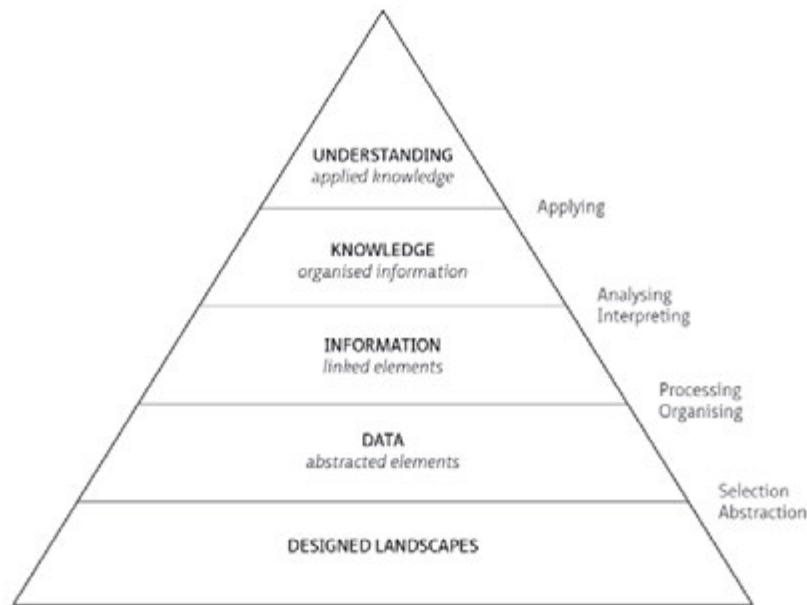 UNDERSTANDING
applied knowledge
Applying
KNOWLEDGE
organised information
Analysing
Interpreting
INFORMATION
linked elements
Processing
Organising
DATA
abstracted elements
Selection
Abstraction
DESIGNED LANDSCAPES